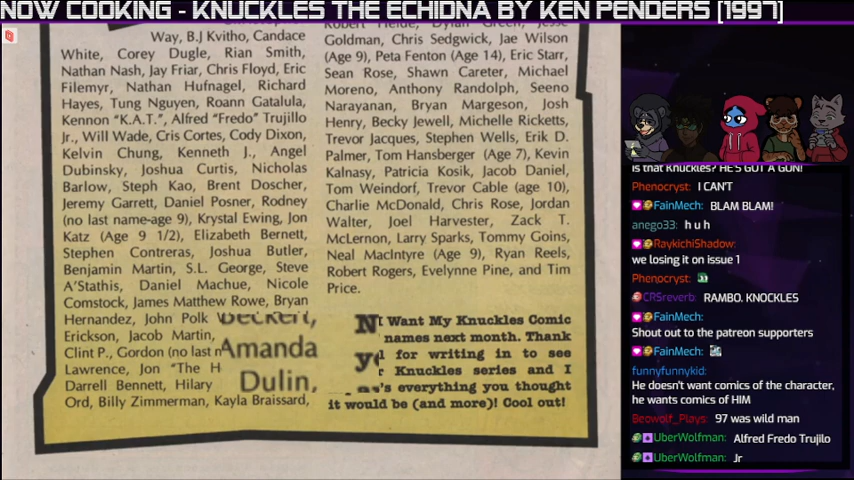 NOW COOKING - KNUCKLES THE ECHIDNA BY KEN PENDERS [1997]
Way, B.J Kvitho, Candace
White, Corey Dugle, Rian Smith,
Nathan Nash, Jay Friar, Chris Floyd, Eric
Filemyr, Nathan Hufnagel, Richard
Hayes, Tung Nguyen, Roann Gatalula,
Kennon "K.A.T.", Alfred "Fredo" Trujillo
Jr., Will Wade, Cris Cortes, Cody Dixon,
Kelvin Chung, Kenneth J., Angel
Dubinsky, Joshua Curtis, Nicholas
Barlow, Steph Kao, Brent Doscher,
Jeremy Garrett, Daniel Posner, Rodney
(no last name-age 9), Krystal Ewing, Jon
Katz (Age 9 1/2), Elizabeth Bernett,
Stephen Contreras, Joshua Butler,
Benjamin Martin, S.L. George, Steve
A'Stathis, Daniel Machue, Nicole
Comstock, James Matthew Rowe, Bryan
Hernandez, John Polk
Erickson, Jacob Martin,
Clint P., Gordon (no last n
Lawrence, Jon "The H
Darrell Bennett, Hilary
Ord, Billy Zimmerman, Kayla Braissard,
Beckert,
Amanda
Dulin,
Robert Heide, Dylan Green, Jesse
Goldman, Chris Sedgwick, Jae Wilson
(Age 9), Peta Fenton (Age 14), Eric Starr,
Sean Rose, Shawn Careter, Michael
Moreno, Anthony Randolph, Seeno
Narayanan, Bryan Margeson, Josh
Henry, Becky Jewell, Michelle Ricketts,
Trevor Jacques, Stephen Wells, Erik D.
Palmer, Tom Hansberger (Age 7), Kevin
Kalnasy, Patricia Kosik, Jacob Daniel,
Tom Weindorf, Trevor Cable (age 10),
Charlie McDonald, Chris Rose, Jordan
Walter, Joel Harvester, Zack T.
McLernon, Larry Sparks, Tommy Goins,
Neal MacIntyre (Age 9), Ryan Reels,
Robert Rogers, Evelynne Pine, and Tim
Price.
I Want My Knuckles Comic
names next month. Thank
for writing in to see
Knuckles series and I
everything you thought
it would be (and more)! Cool out!
is that Knuckles? HE'S GOT A GUN!
Phenocryst: I CAN'T
FainMech: BLAM BLAM!
anego33: h u h
RaykichiShadow:
we losing it on issue 1
Phenocryst:
CRSreverb: RAMBO. KNOCKLES
FainMech:
Shout out to the patreon supporters
FainMech:
funnyfunnykid:
He doesn't want comics of the character,
he wants comics of HIM
Beowolf_Plays: 97 was wild man
UberWolfman: Alfred Fredo Trujilo
UberWolfman: Jr